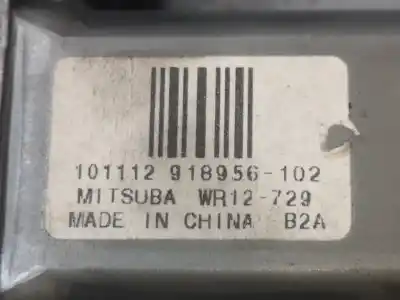 101112 918956-102
MITSUBA WR12-729
MADE IN CHINA B2A